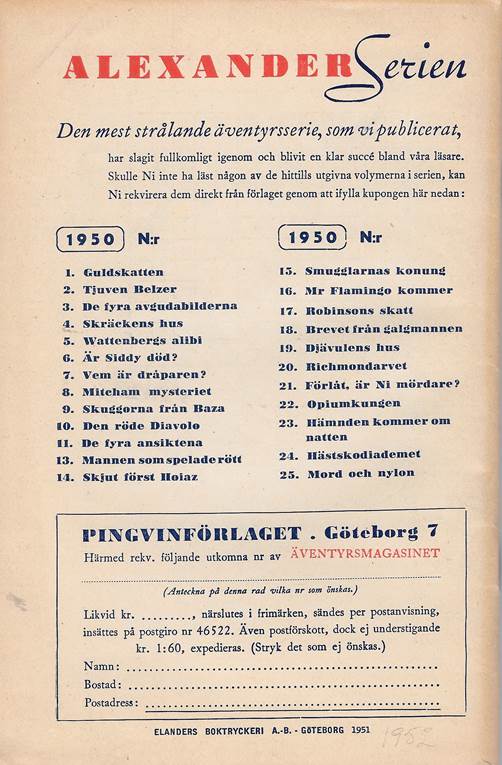 ALEXANDER Serien
Den mest strålande äventyrsserie, som vi publicerat,
har slagit fullkomligt igenom och blivit en klar succé bland våra läsare.
Skulle Ni inte ha läst någon av de hittills utgivna volymerna i serien, kan
Ni rekvirera dem direkt från förlaget genom att ifylla kupongen här nedan:
1950 N:r
1. Guldskatten
2. Tjuven Belzer
3. De fyra avgudabilderna
4. Skräckens hus
5. Wattenbergs alibi
6. Är Siddy död?
7. Vem är dråparen?
8. Mitcham mysteriet
9. Skuggorna från Baza
10. Den röde Diavolo
11. De fyra ansiktena
13. Mannen som spelade rött
14. Skjut först Hoiaz
1950 N:r
15. Smugglarnas konung
16. Mr Flamingo kommer
17. Robinsons skatt
18. Brevet från galgmannen
19. Djävulens hus
20. Richmondarvet
21. Förlåt, är Ni mördare?
22. Opiumkungen
23. Hämnden kommer om
natten
24. Hästskodiademet
25. Mord och nylon
PINGVINFÖRLAGET . Göteborg 7
Härmed rekv. följande utkomna nr av ÄVENTYRSMAGASINET
(Anteckna på denna rad vilka nr som önskas.)
Likvid kr. .........., närslutes i frimärken, sändes per postanvisning,
insättes på postgiro nr 46522. Även postförskott, dock ej understigande
kr. 1:60, expedieras. (Stryk det som ej önskas.)
Namn:
Bostad:
Postadress:
ELANDERS BOKTRYCKERI A.-B. - GÖTEBORG 1951
1952